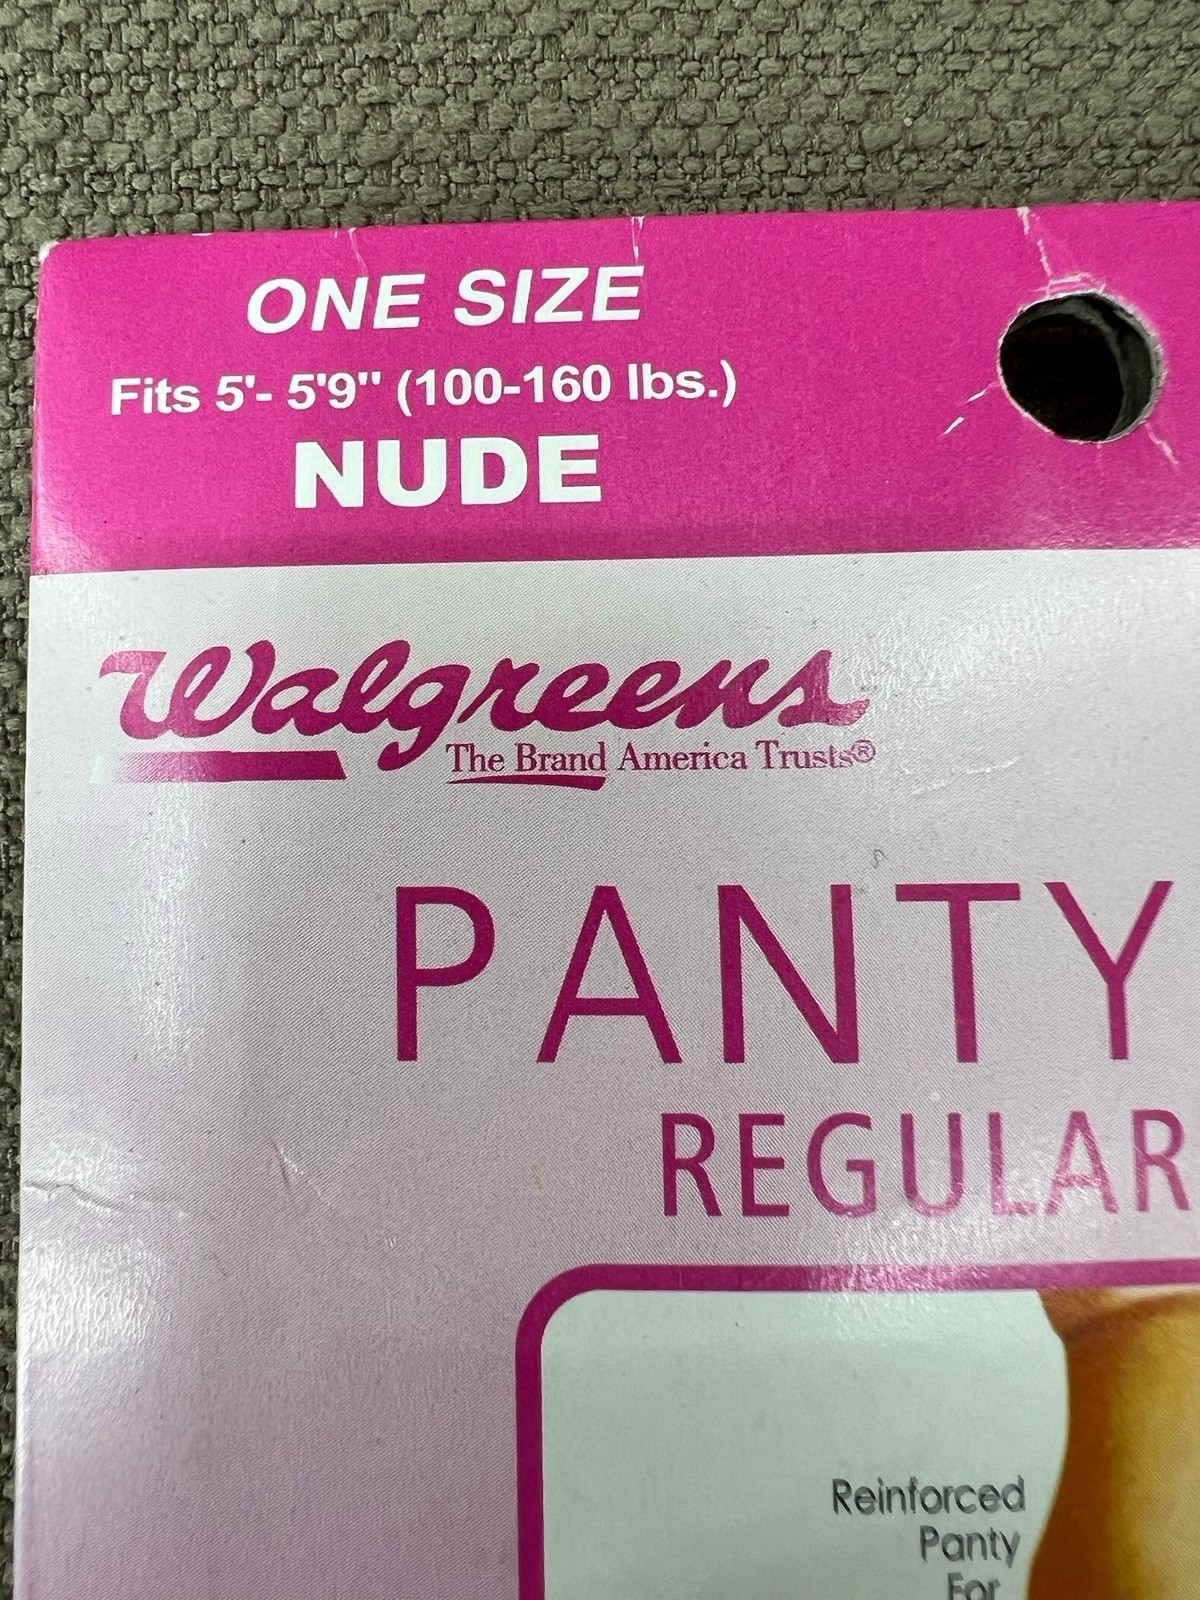 ONE SIZE
Fits 5'- 5'9" (100-160 lbs.)
NUDE
Walgreens
The Brand America Trusts®
PANTY
REGULAR
Reinforced
Panty
For